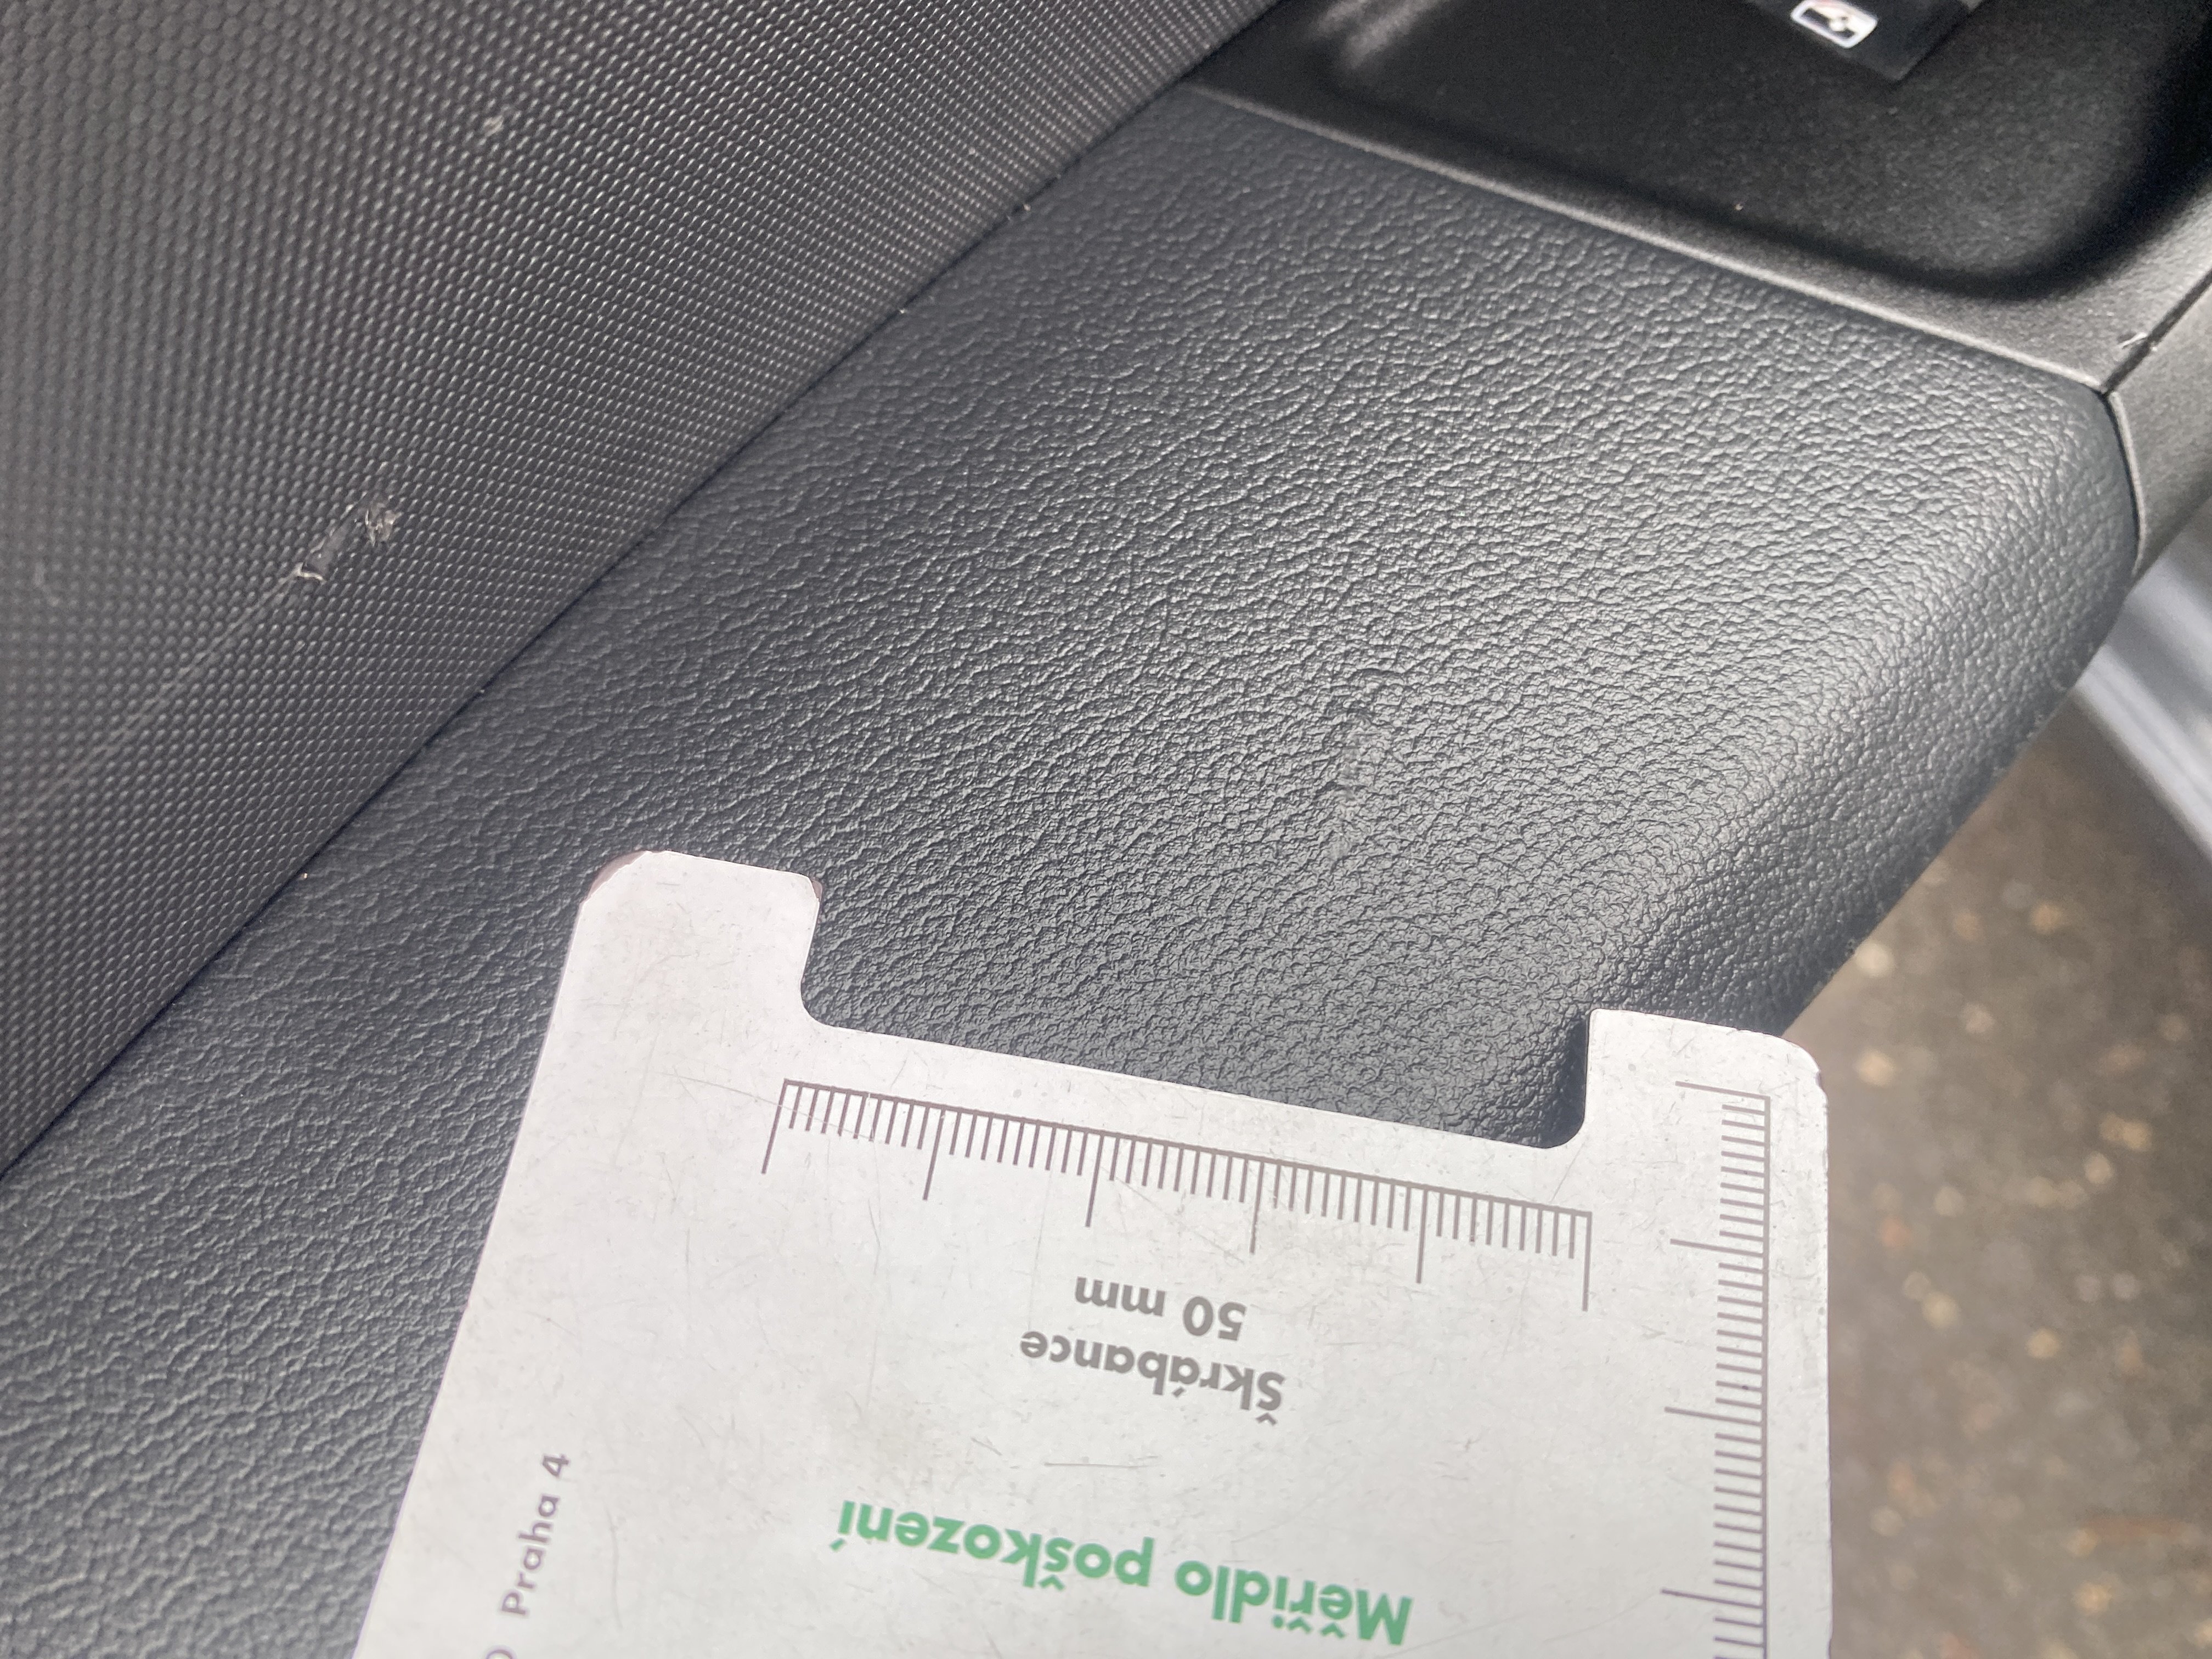 Měřidlo poškození
Škrábance
50 mm
Praha 4